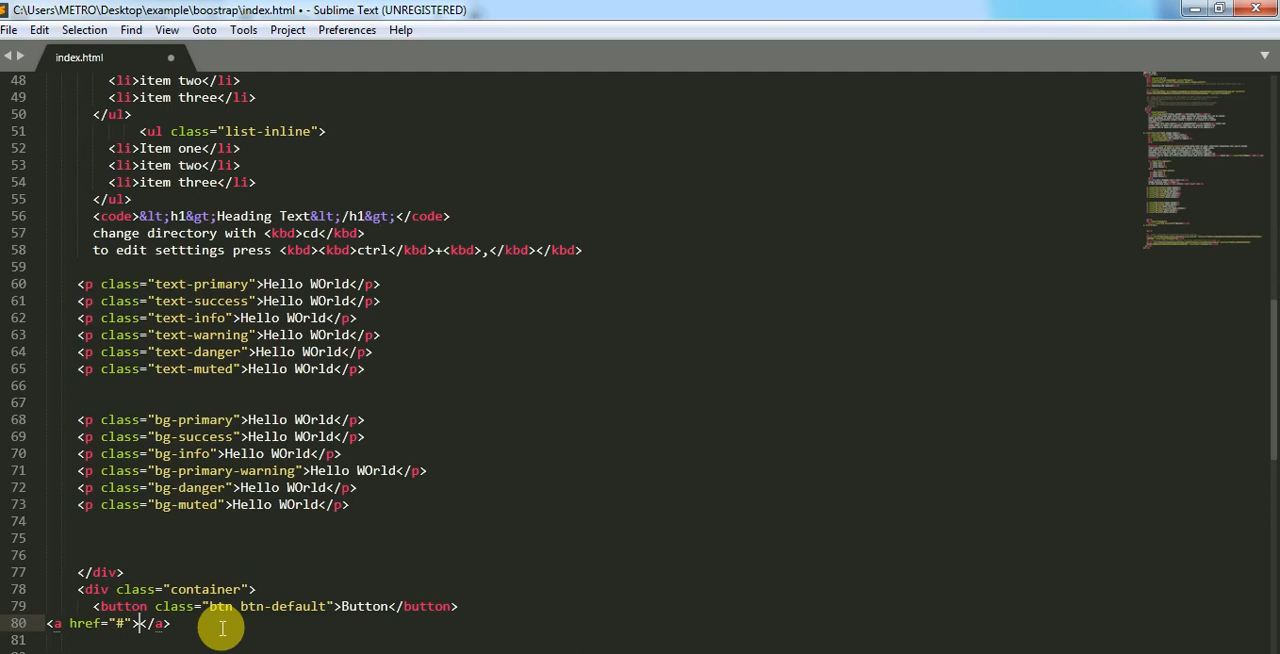 C:\Users\METRO\Desktop\example\boostrap\index.html • - Sublime Text (UNREGISTERED)
File Edit Selection Find View Goto Tools Project Preferences Help
index.html
48 <li>item two</li>
49 <li>item three</li>
50 </ul>
51 <ul class="list-inline">
52 <li>Item one</li>
53 <li>item two</li>
54 <li>item three</li>
55 </ul>
56 <code>&lt;h1&gt;Heading Text&lt;/h1&gt;</code>
57 change directory with <kbd>cd</kbd>
58 to edit setttings press <kbd><kbd>ctrl</kbd>+<kbd>,</kbd></kbd>
59
60 <p class="text-primary">Hello WOrld</p>
61 <p class="text-success">Hello WOrld</p>
62 <p class="text-info">Hello WOrld</p>
63 <p class="text-warning">Hello WOrld</p>
64 <p class="text-danger">Hello WOrld</p>
65 <p class="text-muted">Hello WOrld</p>
66
67
68 <p class="bg-primary">Hello WOrld</p>
69 <p class="bg-success">Hello WOrld</p>
70 <p class="bg-info">Hello WOrld</p>
71 <p class="bg-primary-warning">Hello WOrld</p>
72 <p class="bg-danger">Hello WOrld</p>
73 <p class="bg-muted">Hello WOrld</p>
74
75
76
77 </div>
78 <div class="container">
79 <button class="btn btn-default">Button</button>
80 <a href="#"></a>
81